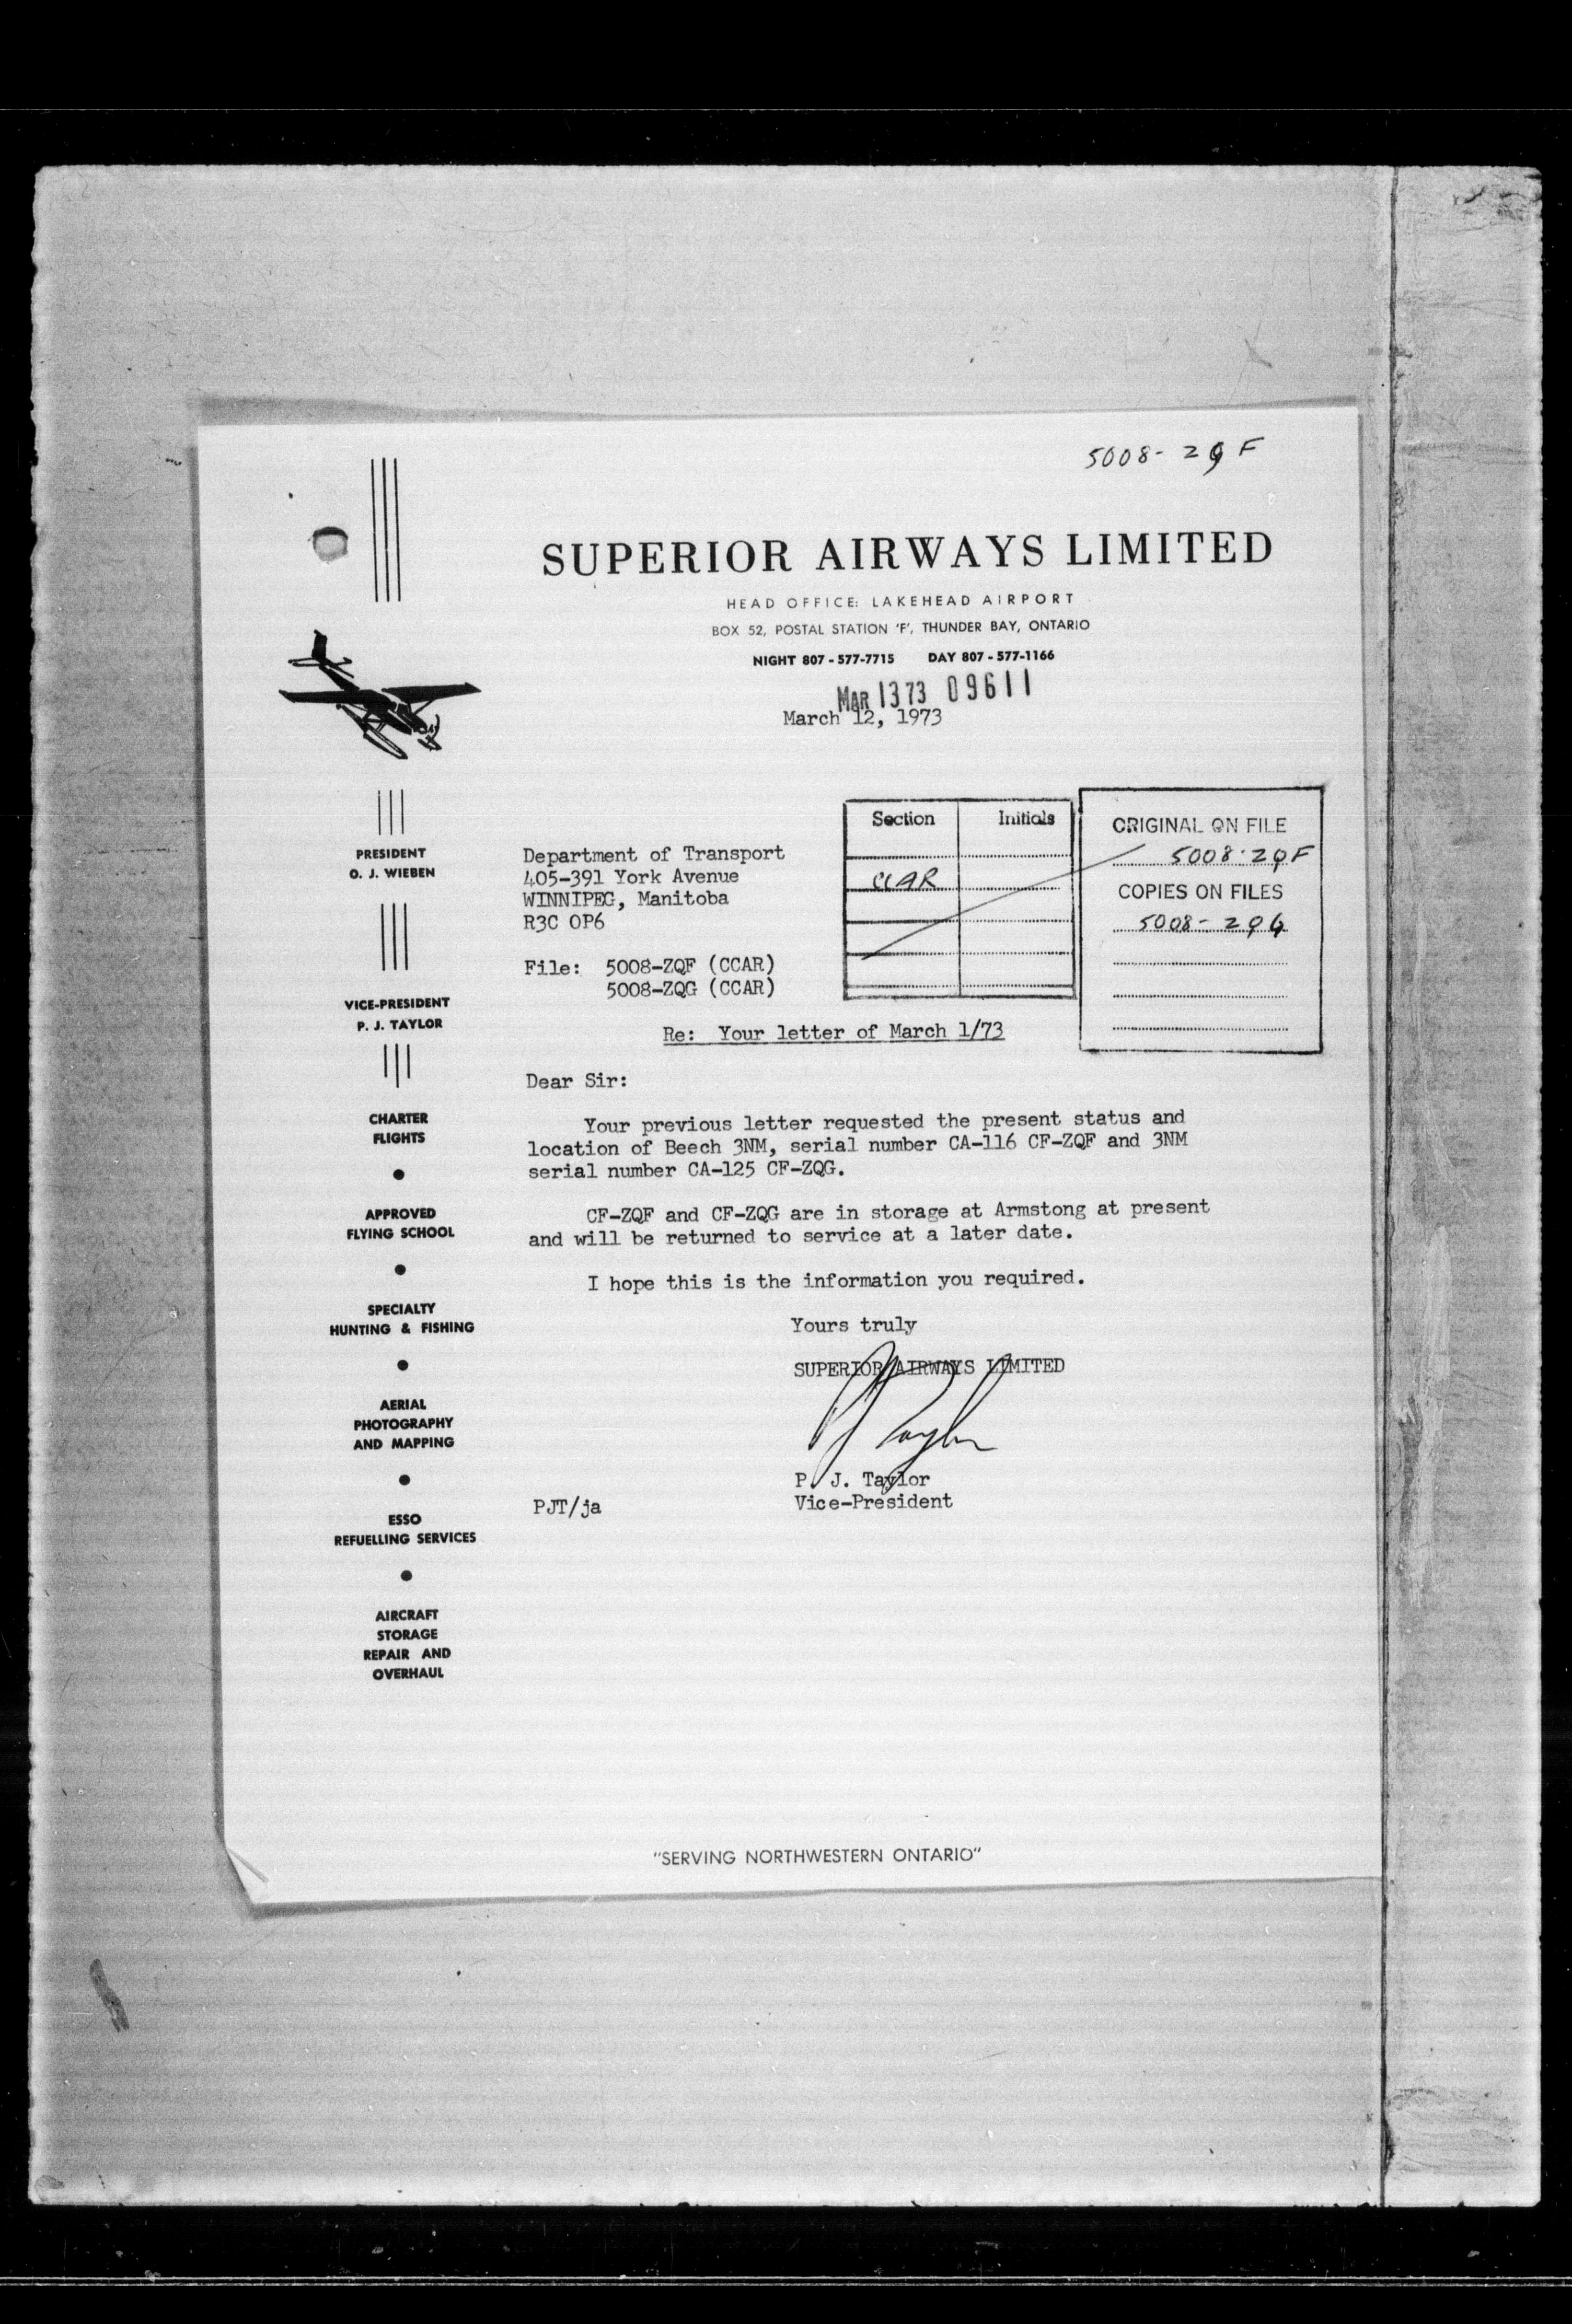 5008-ZQF
SUPERIOR AIRWAYS LIMITED
HEAD OFFICE: LAKEHEAD AIRPORT
BOX 52, POSTAL STATION 'F', THUNDER BAY, ONTARIO
NIGHT 807-577-7715 DAY 807-577-1166
MAR 13 73 09611
March 12, 1973
PRESIDENT
O. J. WIEBEN
VICE-PRESIDENT
P. J. TAYLOR
CHARTER
FLIGHTS
APPROVED
FLYING SCHOOL
SPECIALTY
HUNTING & FISHING
AERIAL
PHOTOGRAPHY
AND MAPPING
ESSO
REFUELLING SERVICES
AIRCRAFT
STORAGE
REPAIR AND
OVERHAUL
Department of Transport
405-391 York Avenue
WINNIPEG, Manitoba
R3C OP6
Section Initials
CCAR
ORIGINAL ON FILE
5008-ZQF
COPIES ON FILES
5008-ZQG
File: 5008-ZQF (CCAR)
5008-ZQG (CCAR)
Re: Your letter of March 1/73
Dear Sir:
Your previous letter requested the present status and
location of Beech 3NM, serial number CA-116 CF-ZQF and 3NM
serial number CA-125 CF-ZQG.
CF-ZQF and CF-ZQG are in storage at Armstong at present
and will be returned to service at a later date.
I hope this is the information you required.
Yours truly
SUPERIOR AIRWAYS LIMITED
P J Taylor
P. J. Taylor
Vice-President
PJT/ja
"SERVING NORTHWESTERN ONTARIO"